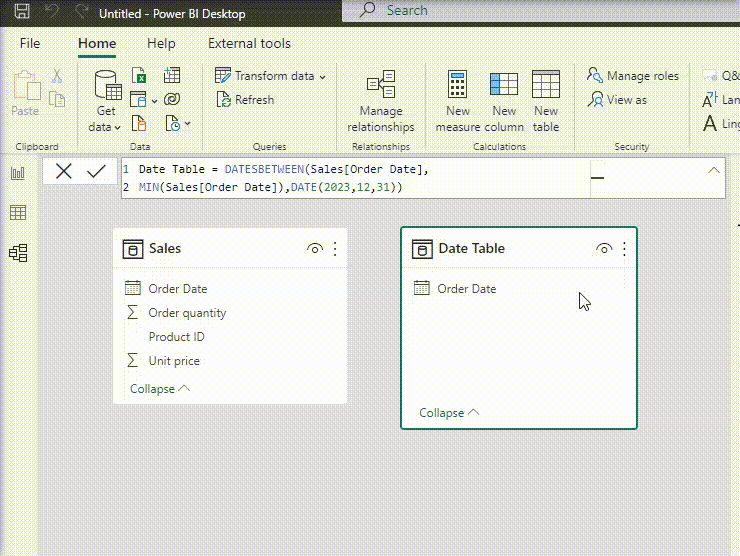 Untitled - Power BI Desktop
Search
File
Home
Help
External tools
Paste
Get data
Transform data
Refresh
Manage relationships
New measure
New column
New table
Manage roles
View as
Q&
Lan
Ling
Clipboard
Data
Queries
Relationships
Calculations
Security
1 Date Table = DATESBETWEEN(Sales[Order Date],
2 MIN(Sales[Order Date]),DATE(2023,12,31))
Sales
Order Date
Order quantity
Product ID
Unit price
Collapse
Date Table
Order Date
Collapse